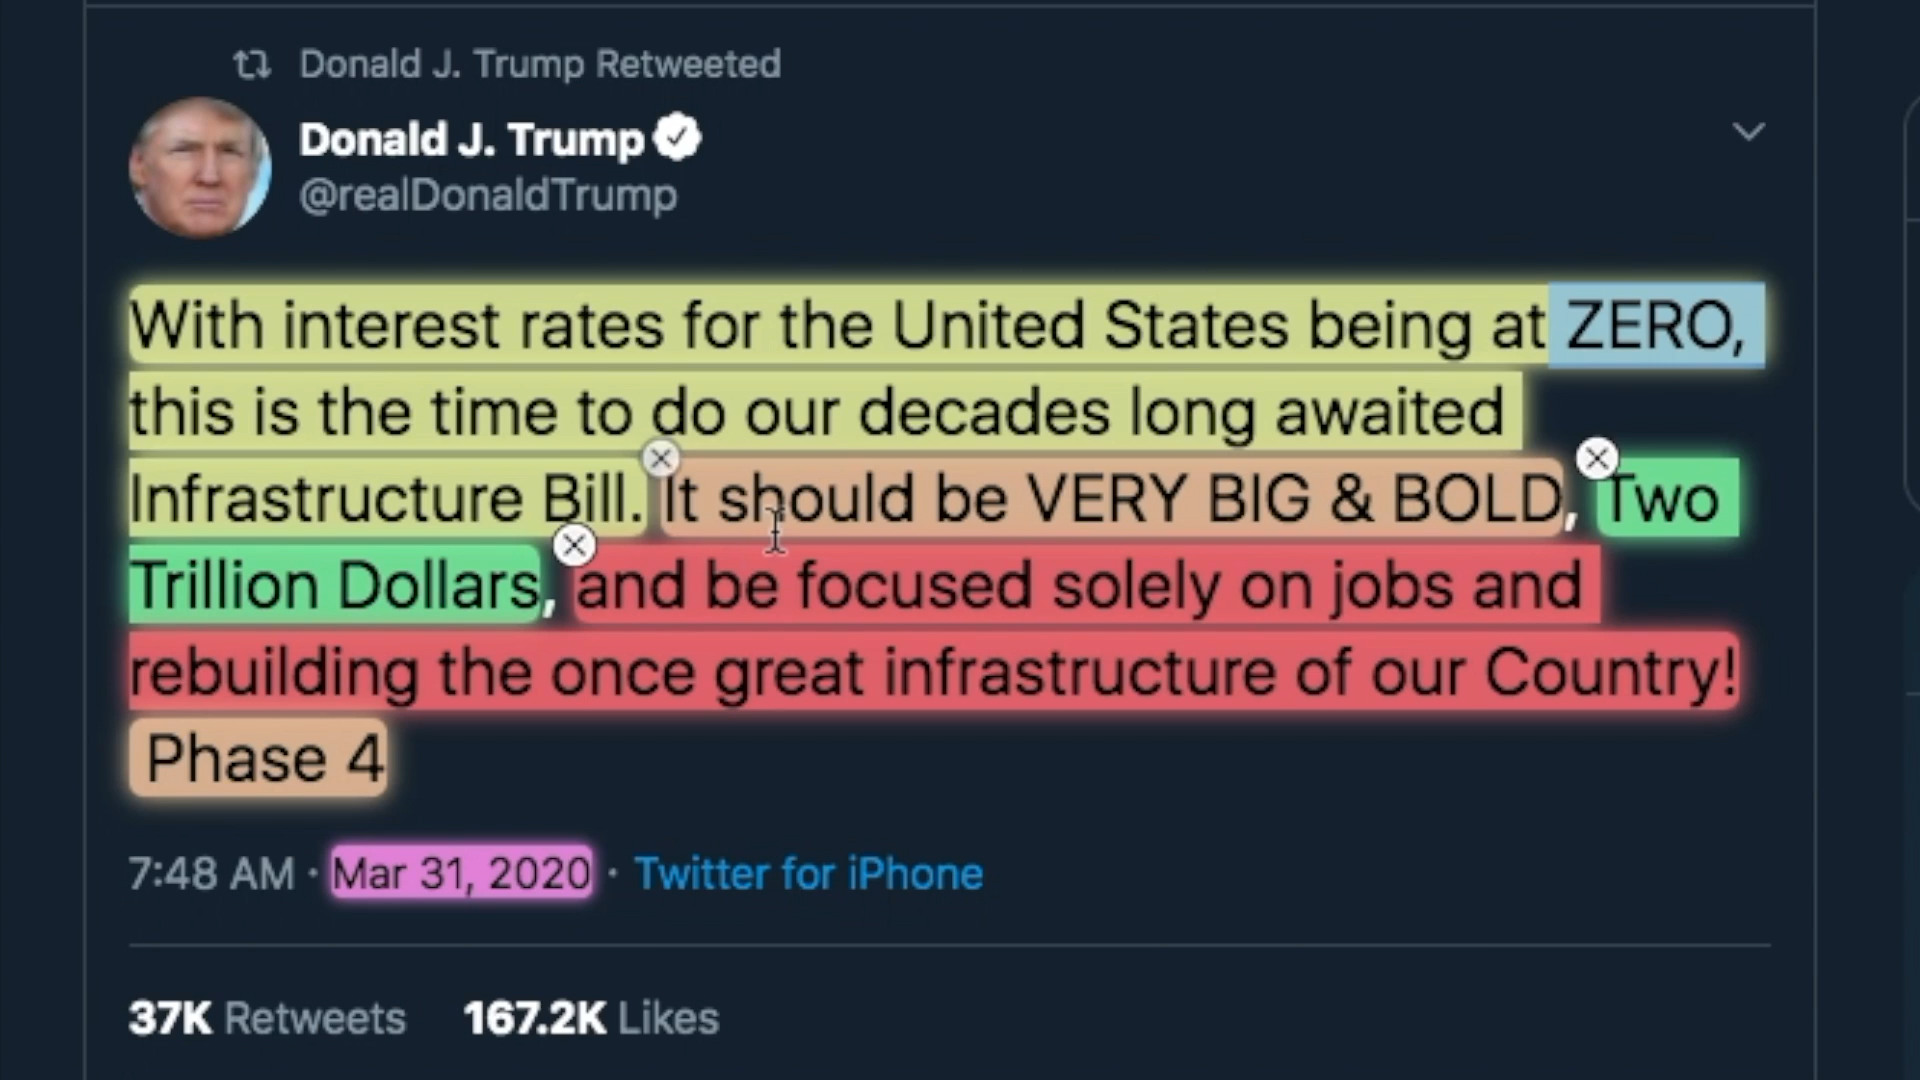 Donald J. Trump Retweeted
Donald J. Trump
@realDonaldTrump
With interest rates for the United States being at ZERO,
this is the time to do our decades long awaited
Infrastructure Bill. It should be VERY BIG & BOLD, Two
Trillion Dollars, and be focused solely on jobs and
rebuilding the once great infrastructure of our Country!
Phase 4
7:48 AM · Mar 31, 2020 · Twitter for iPhone
37K Retweets 167.2K Likes